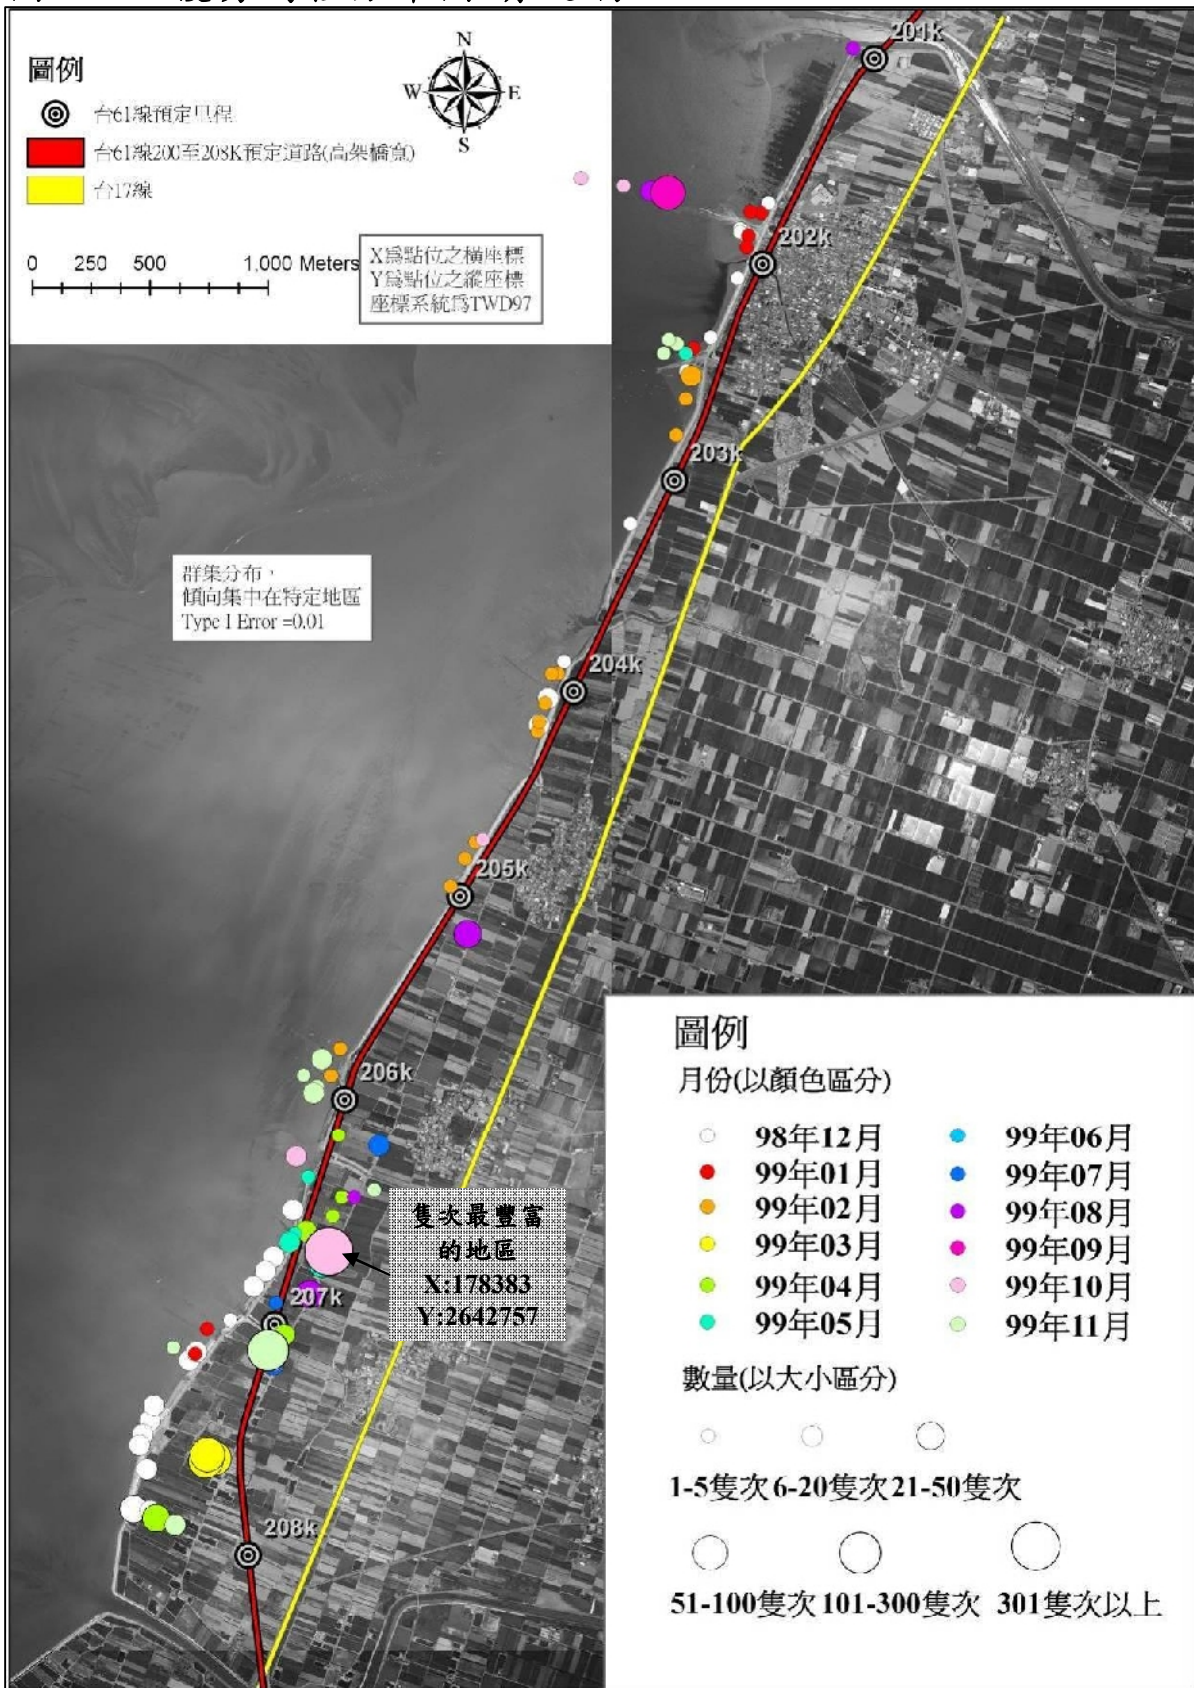 圖例
台61線預定里程
台61線200至208K預定道路(高架橋寬)
台17線
N
W
E
S
0 250 500 1,000 Meters
X為點位之橫座標
Y為點位之縱座標
座標系統為TWD97
201k
202k
203k
群集分布，
傾向集中在特定地區
Type I Error =0.01
204k
205k
206k
隻次最豐富
的地區
X:178383
Y:2642757
207k
208k
圖例
月份(以顏色區分)
98年12月 99年06月
99年01月 99年07月
99年02月 99年08月
99年03月 99年09月
99年04月 99年10月
99年05月 99年11月
數量(以大小區分)
1-5隻次 6-20隻次 21-50隻次
51-100隻次 101-300隻次 301隻次以上